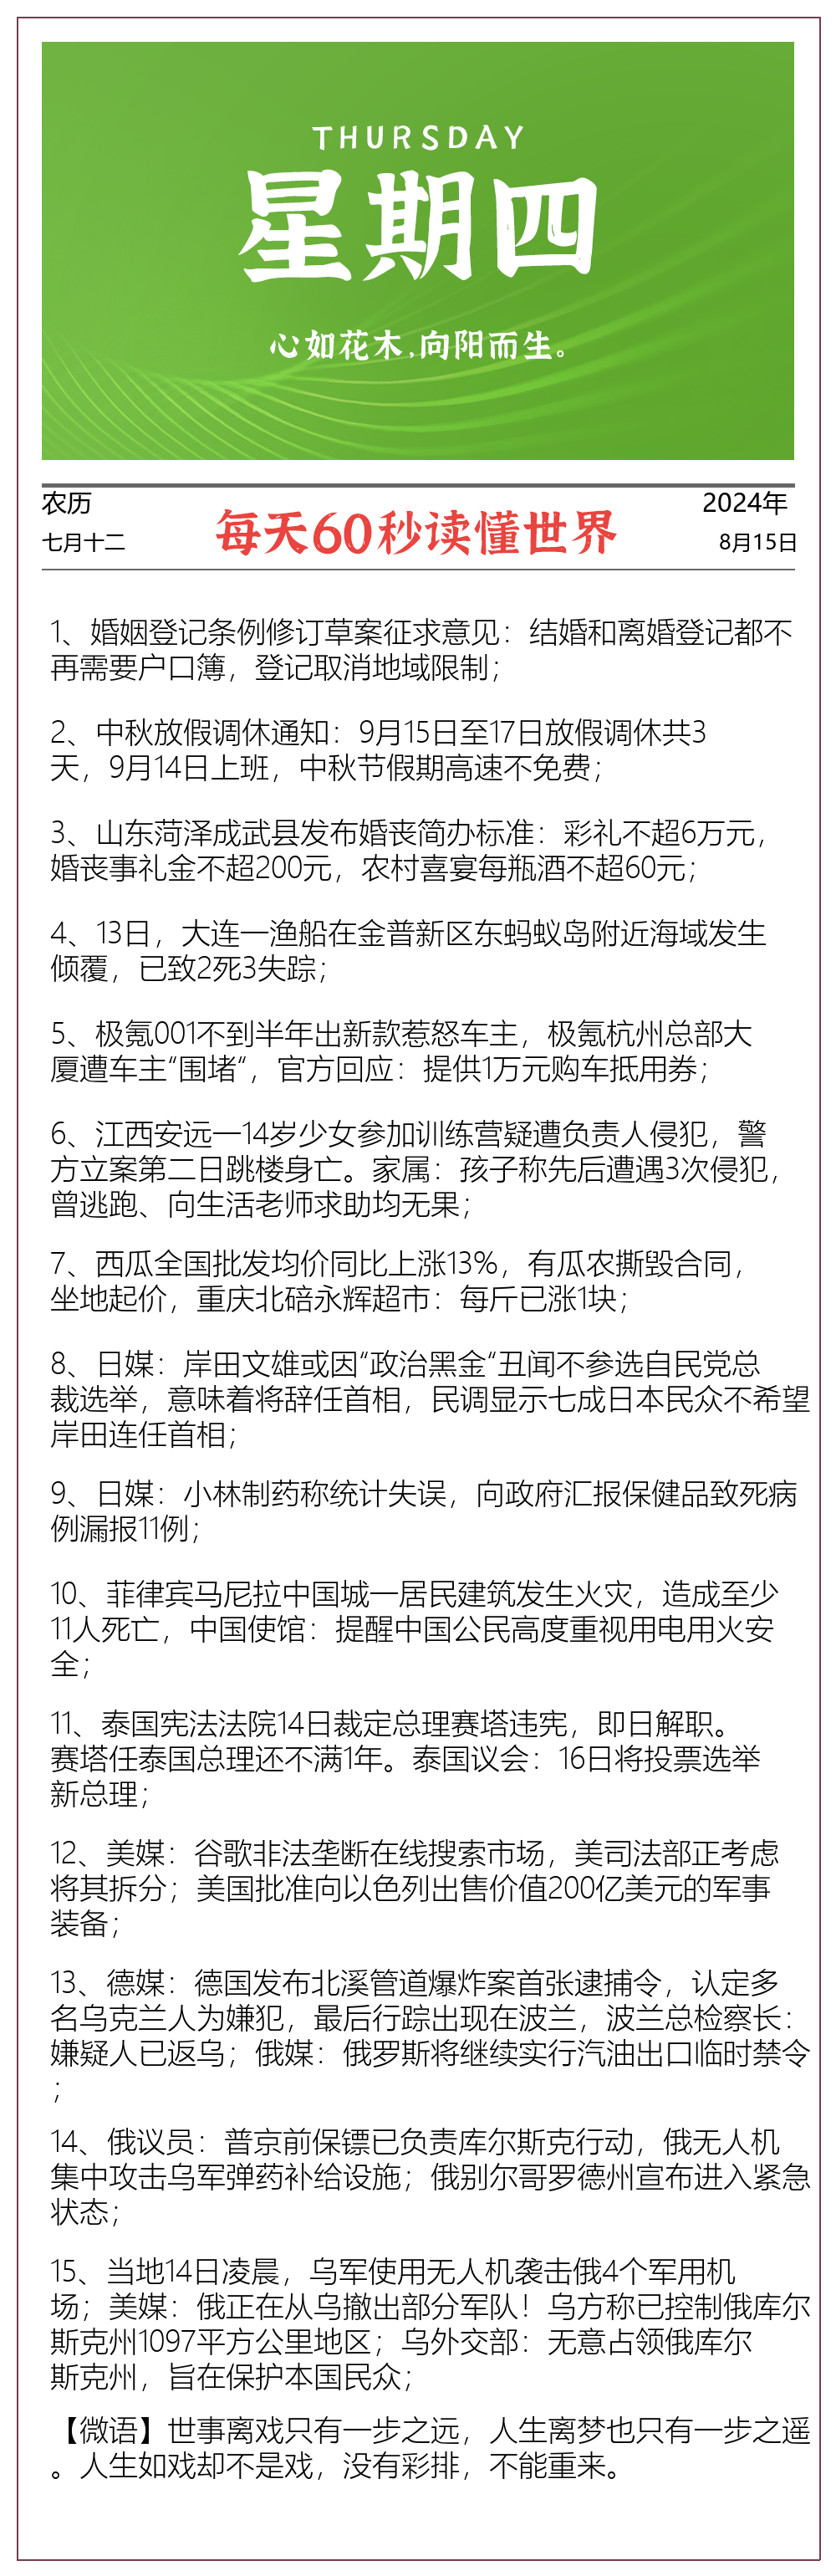 THURSDAY
星期四
心如花木,向阳而生。
农历
七月十二
每天60秒读懂世界
2024年
8月15日
1、婚姻登记条例修订草案征求意见：结婚和离婚登记都不
再需要户口簿，登记取消地域限制；
2、中秋放假调休通知：9月15日至17日放假调休共3
天，9月14日上班，中秋节假期高速不免费；
3、山东菏泽成武县发布婚丧简办标准：彩礼不超6万元，
婚丧事礼金不超200元，农村喜宴每瓶酒不超60元；
4、13日，大连一渔船在金普新区东蚂蚁岛附近海域发生
倾覆，已致2死3失踪；
5、极氪001不到半年出新款惹怒车主，极氪杭州总部大
厦遭车主“围堵“，官方回应：提供1万元购车抵用券；
6、江西安远一14岁少女参加训练营疑遭负责人侵犯，警
方立案第二日跳楼身亡。家属：孩子称先后遭遇3次侵犯，
曾逃跑、向生活老师求助均无果；
7、西瓜全国批发均价同比上涨13%，有瓜农撕毁合同，
坐地起价，重庆北碚永辉超市：每斤已涨1块；
8、日媒：岸田文雄或因“政治黑金“丑闻不参选自民党总
裁选举，意味着将辞任首相，民调显示七成日本民众不希望
岸田连任首相；
9、日媒：小林制药称统计失误，向政府汇报保健品致死病
例漏报11例；
10、菲律宾马尼拉中国城一居民建筑发生火灾，造成至少
11人死亡，中国使馆：提醒中国公民高度重视用电用火安
全；
11、泰国宪法法院14日裁定总理赛塔违宪，即日解职。
赛塔任泰国总理还不满1年。泰国议会：16日将投票选举
新总理；
12、美媒：谷歌非法垄断在线搜索市场，美司法部正考虑
将其拆分；美国批准向以色列出售价值200亿美元的军事
装备；
13、德媒：德国发布北溪管道爆炸案首张逮捕令，认定多
名乌克兰人为嫌犯，最后行踪出现在波兰，波兰总检察长：
嫌疑人已返乌；俄媒：俄罗斯将继续实行汽油出口临时禁令
；
14、俄议员：普京前保镖已负责库尔斯克行动，俄无人机
集中攻击乌军弹药补给设施；俄别尔哥罗德州宣布进入紧急
状态；
15、当地14日凌晨，乌军使用无人机袭击俄4个军用机
场；美媒：俄正在从乌撤出部分军队！乌方称已控制俄库尔
斯克州1097平方公里地区；乌外交部：无意占领俄库尔
斯克州，旨在保护本国民众；
【微语】世事离戏只有一步之远，人生离梦也只有一步之遥
。人生如戏却不是戏，没有彩排，不能重来。